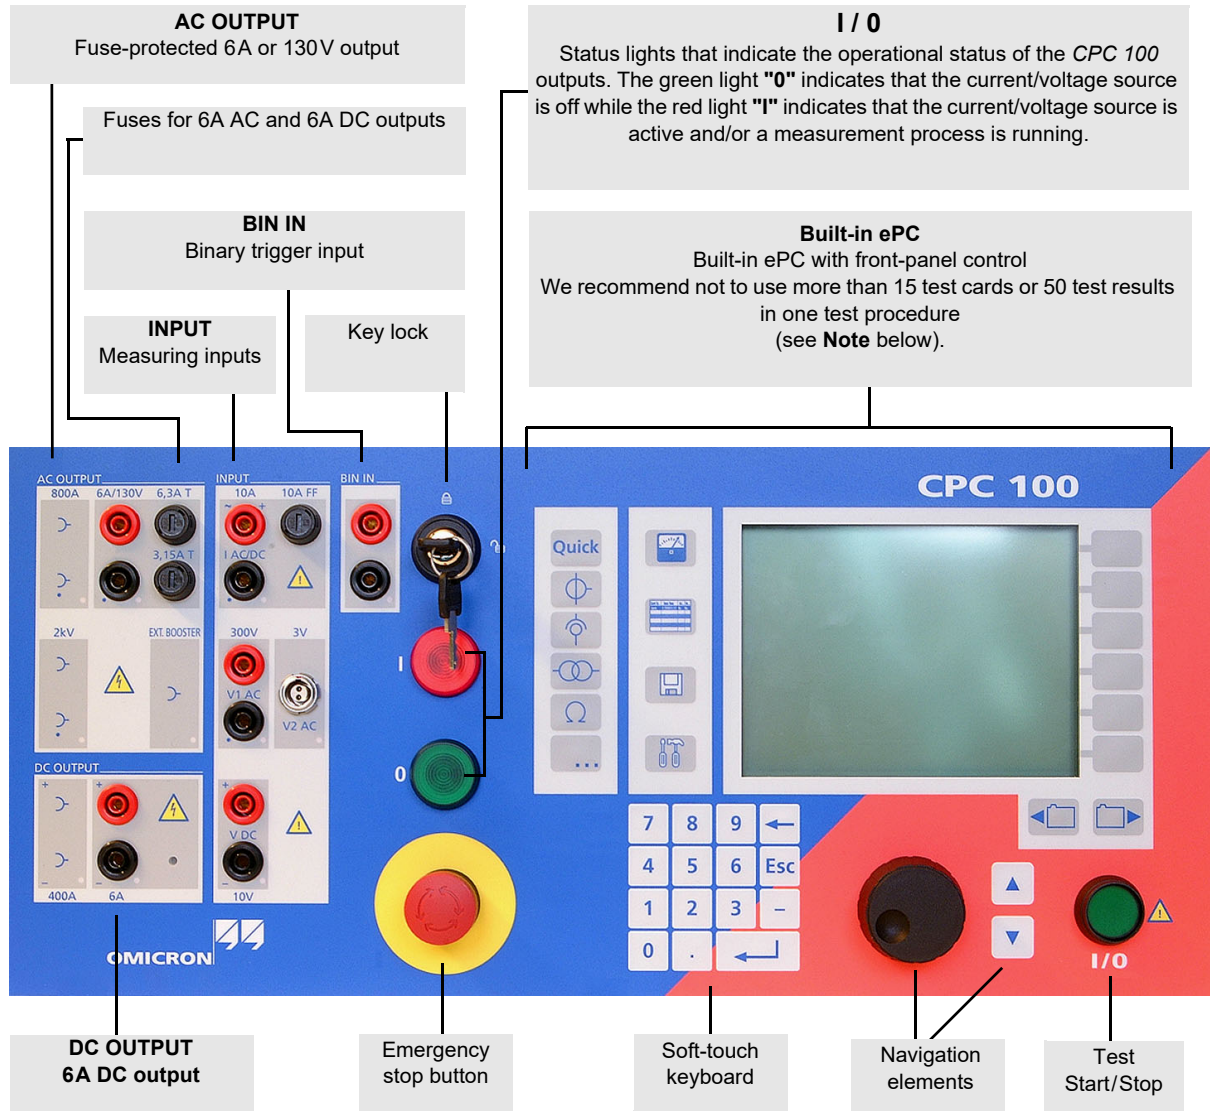 AC OUTPUT
Fuse-protected 6A or 130V output
I / 0
Status lights that indicate the operational status of the CPC 100
outputs. The green light "0" indicates that the current/voltage source
is off while the red light "I" indicates that the current/voltage source is
active and/or a measurement process is running.
Fuses for 6A AC and 6A DC outputs
BIN IN
Binary trigger input
Built-in ePC
Built-in ePC with front-panel control
We recommend not to use more than 15 test cards or 50 test results
in one test procedure
(see Note below).
INPUT
Measuring inputs
Key lock
AC OUTPUT
800A 6A/130V 6,3A T
3,15A T
2kV EXT. BOOSTER
DC OUTPUT
400A 6A
INPUT
10A 10A FF
I AC/DC
300V 3V
V1 AC
V2 AC
V DC
10V
BIN IN
I
0
OMICRON
CPC 100
Quick
Ω
...
7 8 9 ←
4 5 6 Esc
1 2 3 –
0 .
I/O
DC OUTPUT
6A DC output
Emergency
stop button
Soft-touch
keyboard
Navigation
elements
Test
Start/Stop